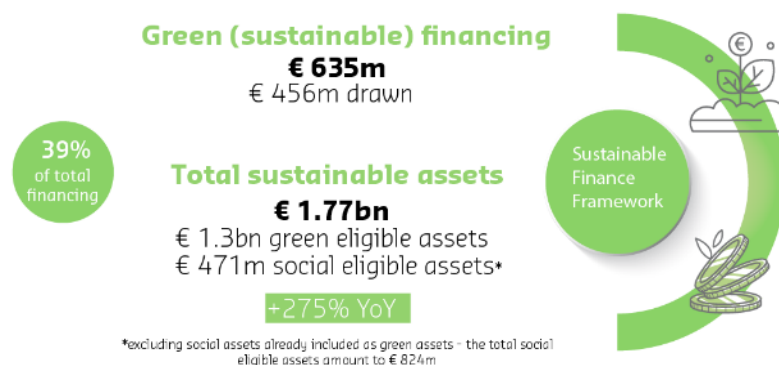 Green (sustainable) financing
€ 635m
€ 456m drawn
39%
of total
financing
Total sustainable assets
€ 1.77bn
€ 1.3bn green eligible assets
€ 471m social eligible assets*
+275% YoY
*excluding social assets already included as green assets - the total social
eligible assets amount to € 824m
Sustainable
Finance
Framework
€